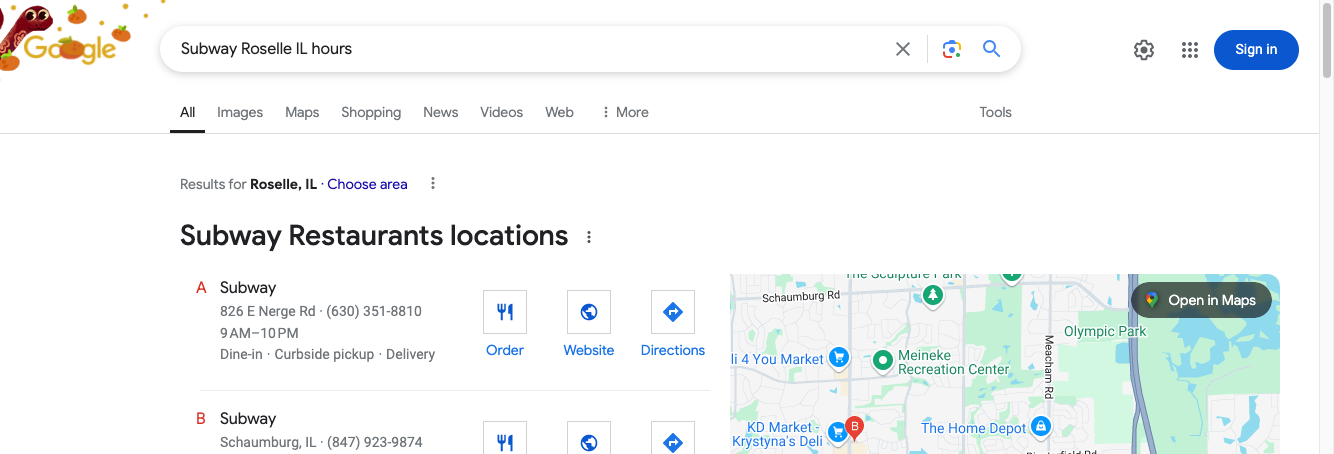 Google
Subway Roselle IL hours
Sign in
All Images Maps Shopping News Videos Web More Tools
Results for Roselle, IL · Choose area
Subway Restaurants locations
A Subway
826 E Nerge Rd · (630) 351-8810
9 AM–10 PM
Dine-in · Curbside pickup · Delivery
Order Website Directions
B Subway
Schaumburg, IL · (847) 923-9874
The Sculpture Park
Schaumburg Rd
Open in Maps
Olympic Park
li 4 You Market
Meineke
Recreation Center
Meacham Rd
KD Market -
Krystyna's Deli
B
The Home Depot